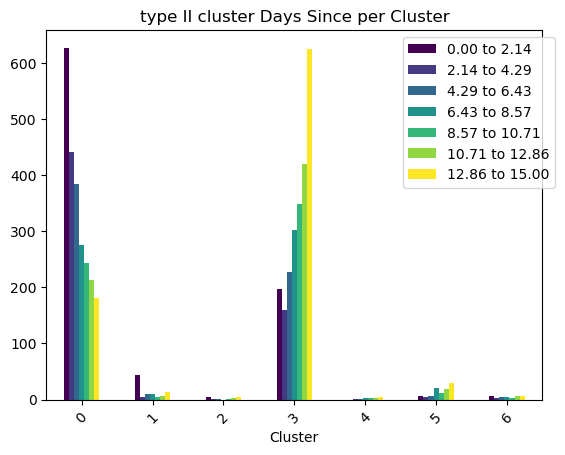 type II cluster Days Since per Cluster
0.00 to 2.14
2.14 to 4.29
4.29 to 6.43
6.43 to 8.57
8.57 to 10.71
10.71 to 12.86
12.86 to 15.00
600
500
400
300
200
100
0
0 1 2 3 4 5 6
Cluster